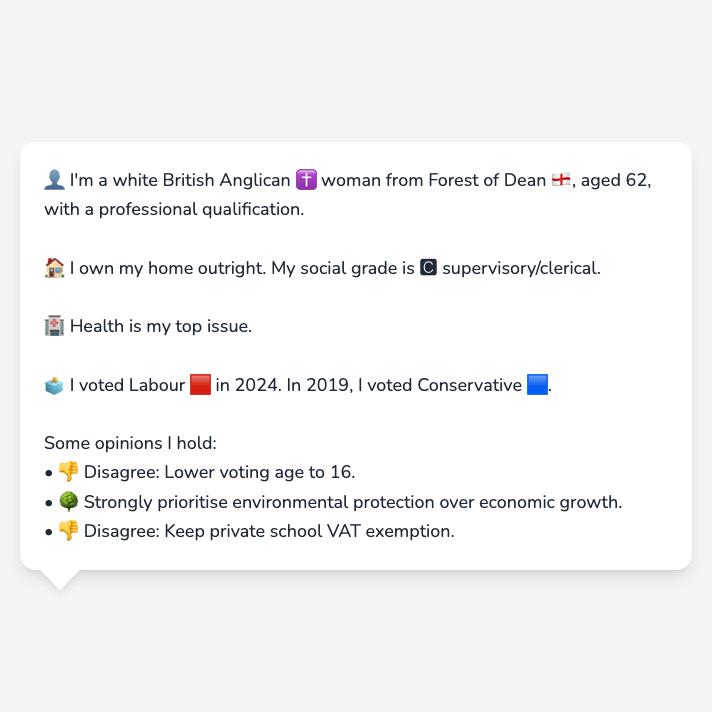 👤 I'm a white British Anglican ✝️ woman from Forest of Dean 🏴󠁧󠁢󠁥󠁮󠁧󠁿, aged 62,
with a professional qualification.
🏠 I own my home outright. My social grade is 🅲 supervisory/clerical.
🏥 Health is my top issue.
🗳️ I voted Labour 🟥 in 2024. In 2019, I voted Conservative 🟦.
Some opinions I hold:
• 👎 Disagree: Lower voting age to 16.
• 🌳 Strongly prioritise environmental protection over economic growth.
• 👎 Disagree: Keep private school VAT exemption.